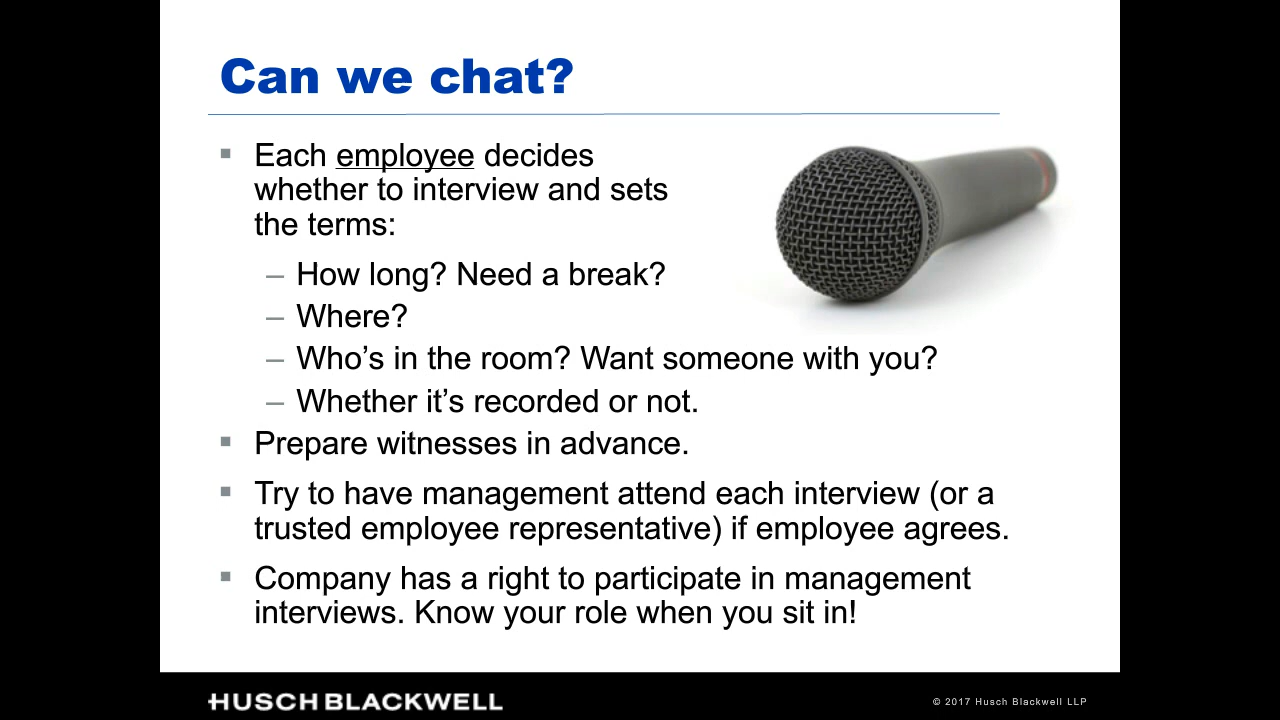 Can we chat?
▪ Each employee decides
whether to interview and sets
the terms:
– How long? Need a break?
– Where?
– Who’s in the room? Want someone with you?
– Whether it’s recorded or not.
▪ Prepare witnesses in advance.
▪ Try to have management attend each interview (or a
trusted employee representative) if employee agrees.
▪ Company has a right to participate in management
interviews. Know your role when you sit in!
HUSCH BLACKWELL
© 2017 Husch Blackwell LLP